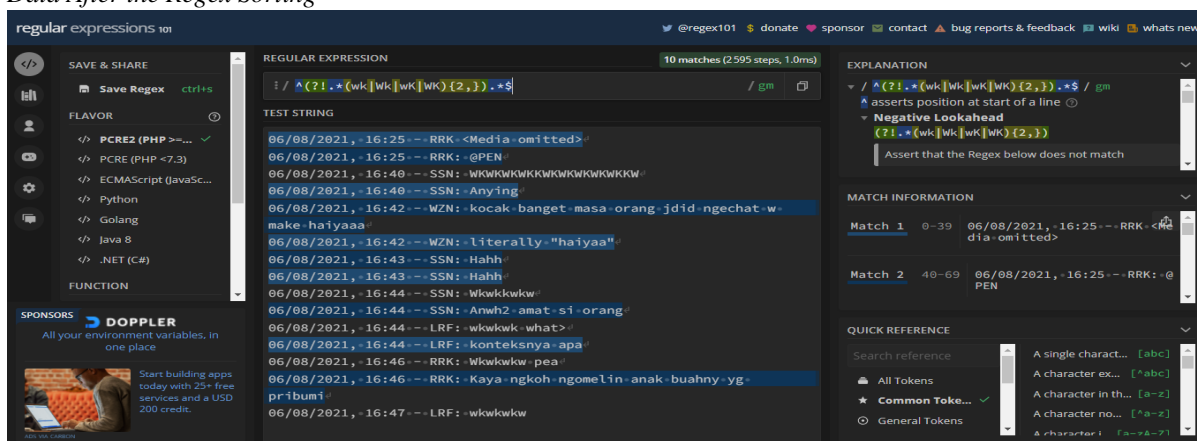 Data After the Regex Sorting
regular expressions 101
@regex101 $ donate sponsor contact bug reports & feedback wiki whats new
SAVE & SHARE
Save Regex ctrl+s
FLAVOR
</> PCRE2 (PHP >=...
</> PCRE (PHP <7.3)
</> ECMAScript (JavaSc...
</> Python
</> Golang
</> Java 8
</> .NET (C#)
FUNCTION
SPONSORS
DOPPLER
All your environment variables, in
one place
Start building apps
today with 25+ free
services and a USD
200 credit.
ADS VIA CARBON
REGULAR EXPRESSION
10 matches (2595 steps, 1.0ms)
/ ^(?!.*(wk|Wk|wK|WK){2,}).*$ / gm
TEST STRING
06/08/2021, 16:25 - RRK <Media omitted>
06/08/2021, 16:25 - RRK: @PEN
06/08/2021, 16:40 - SSN: WKWKWKWKKWKWKWKWKWKKW
06/08/2021, 16:40 - SSN: Anying
06/08/2021, 16:42 - WZN: kocak banget masa orang jdid ngechat w
make haiyaaa
06/08/2021, 16:42 - WZN: literally "haiyaa"
06/08/2021, 16:43 - SSN: Hahh
06/08/2021, 16:43 - SSN: Hahh
06/08/2021, 16:44 - SSN: Wkwkkwkw
06/08/2021, 16:44 - SSN: Anwh2 amat si orang
06/08/2021, 16:44 - LRF: wkwkwk what>
06/08/2021, 16:44 - LRF: konteksnya apa
06/08/2021, 16:46 - RRK: Wkwkwkw pea
06/08/2021, 16:46 - RRK: Kaya ngkoh ngomelin anak buahny yg
pribumi
06/08/2021, 16:47 - LRF: wkwkwkw
EXPLANATION
/ ^(?!.*(wk|Wk|wK|WK){2,}).*$ / gm
^ asserts position at start of a line
Negative Lookahead
(?!.*(wk|Wk|wK|WK){2,})
Assert that the Regex below does not match
MATCH INFORMATION
Match 1 0-39 06/08/2021, 16:25 - RRK <Me
dia omitted>
Match 2 40-69 06/08/2021, 16:25 - RRK: @
PEN
QUICK REFERENCE
Search reference
All Tokens
Common Toke...
General Tokens
A single charact... [abc]
A character ex... [^abc]
A character in th... [a-z]
A character no... [^a-z]
A character i... [a-zA-Z]